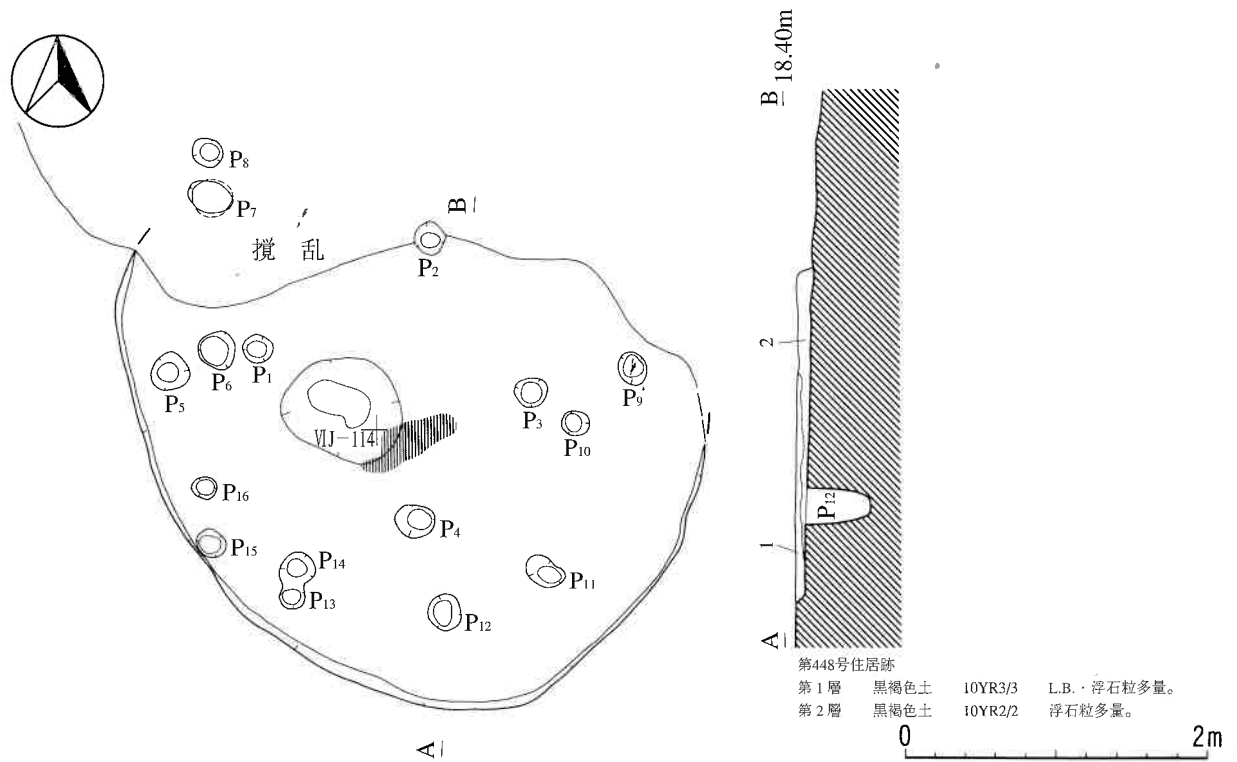 P8
P7
B
攪 乱
P2
P6
P1
P5
P3
P9
P10
ⅥJ-114
P16
P4
P15
P14
P13
P11
P12
A
B 18.40m
2
P12
1
A
第448号住居跡
第1層 黒褐色土 10YR3/3 L.B.・浮石粒多量。
第2層 黒褐色土 10YR2/2 浮石粒多量。
0 2m